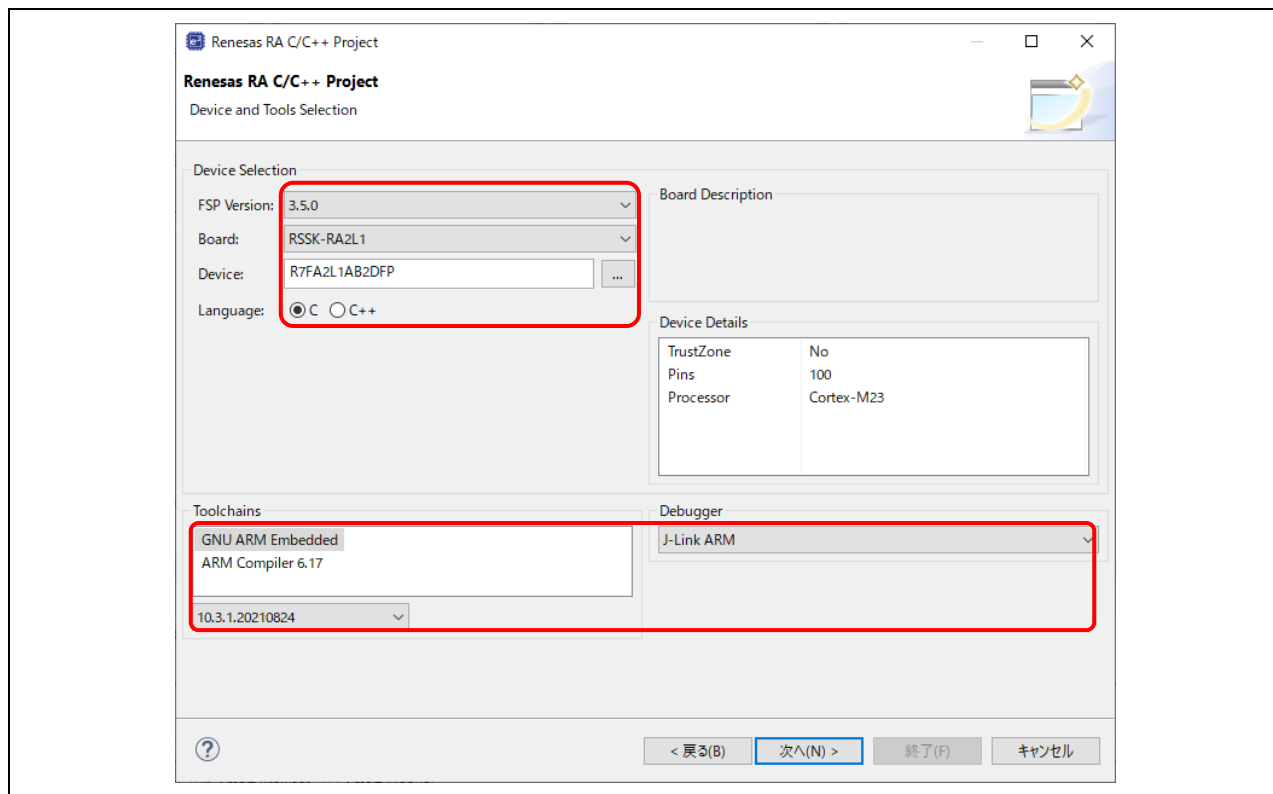 Renesas RA C/C++ Project
Renesas RA C/C++ Project
Device and Tools Selection
Device Selection
FSP Version: 3.5.0
Board: RSSK-RA2L1
Device: R7FA2L1AB2DFP ...
Language: C C++
Board Description
Device Details
TrustZone No
Pins 100
Processor Cortex-M23
Toolchains
GNU ARM Embedded
ARM Compiler 6.17
10.3.1.20210824
Debugger
J-Link ARM
?
< 戻る(B) 次へ(N) > 終了(F) キャンセル